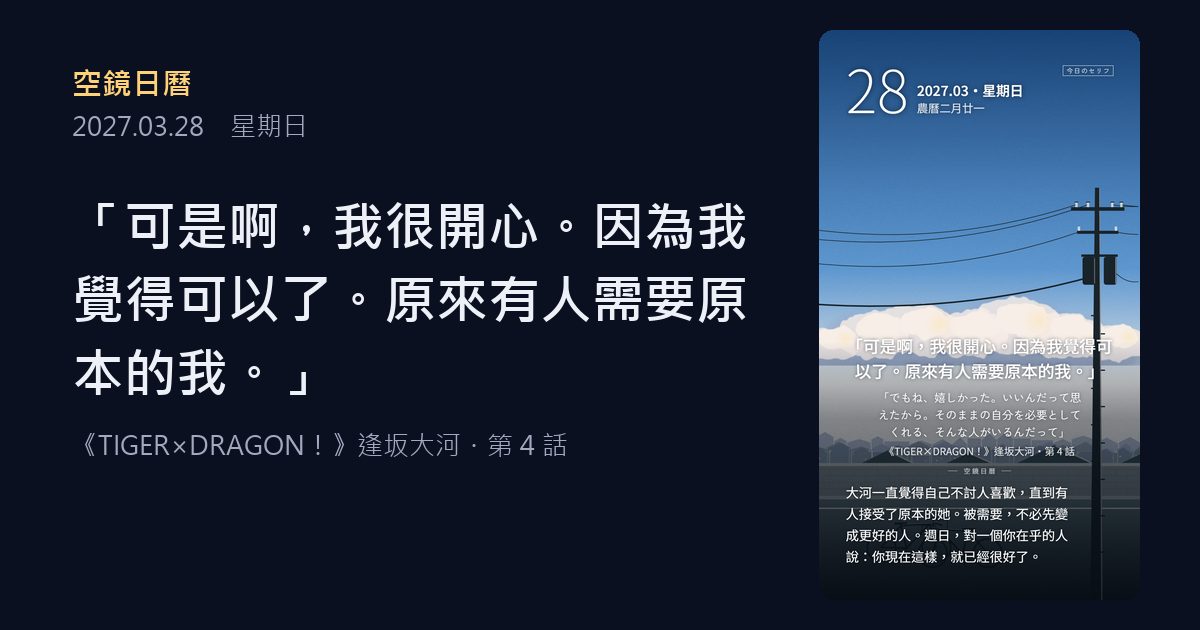 空鏡日曆
2027.03.28 星期日
「可是啊，我很開心。因為我
覺得可以了。原來有人需要原
本的我。」
《TIGER×DRAGON！》逢坂大河．第 4 話
28
2027.03・星期日
農曆二月廿一
今日のセリフ
「可是啊，我很開心。因為我覺得可
以了。原來有人需要原本的我。」
「でもね、嬉しかった。いいんだって思
えたから。そのままの自分を必要として
くれる、そんな人がいるんだって」
《TIGER×DRAGON！》逢坂大河・第 4 話
— 空鏡日曆 —
大河一直覺得自己不討人喜歡，直到有
人接受了原本的她。被需要，不必先變
成更好的人。週日，對一個你在乎的人
說：你現在這樣，就已經很好了。